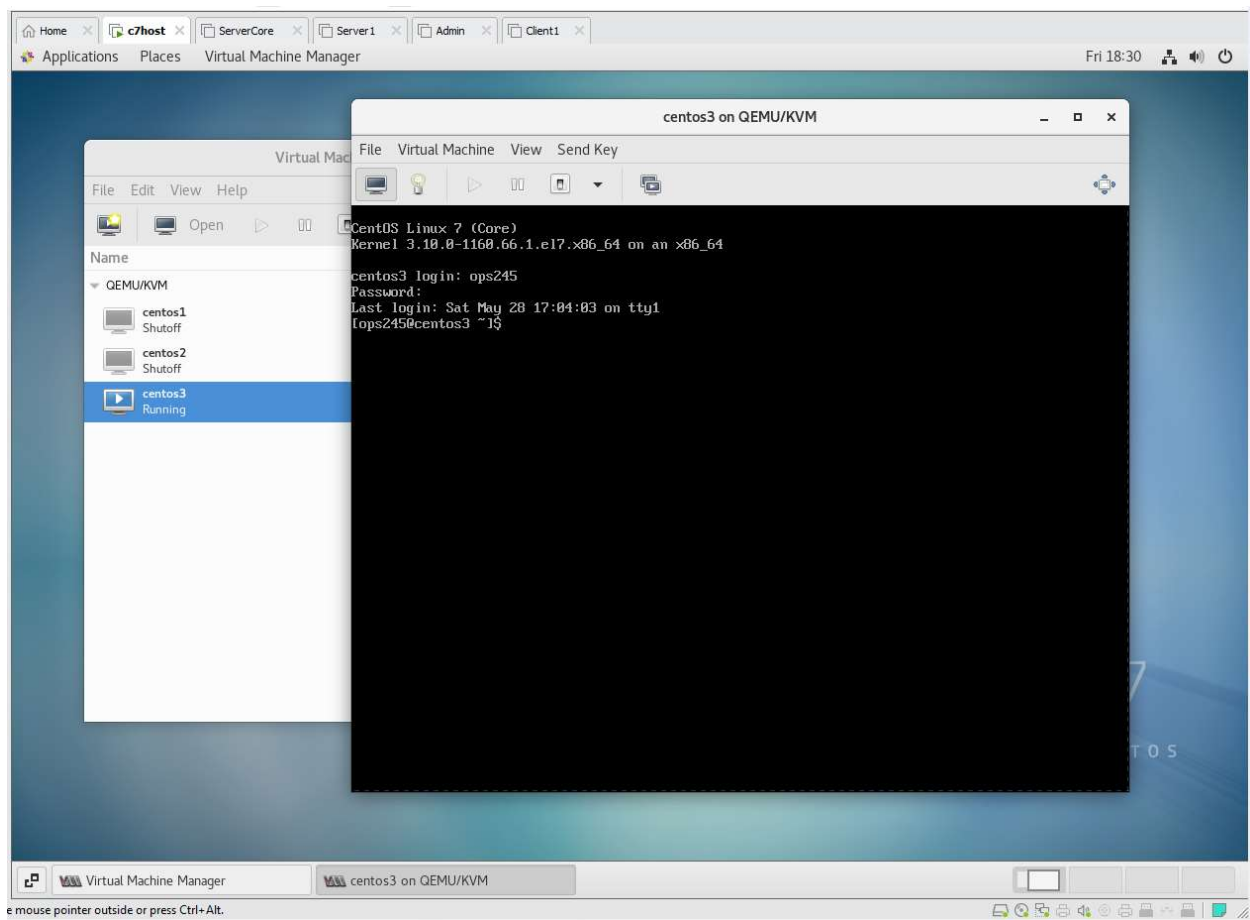 Home c7host ServerCore Server1 Admin Client1
Applications Places Virtual Machine Manager Fri 18:30
centos3 on QEMU/KVM
File Virtual Machine View Send Key
Virtual Mac
File Edit View Help
Open
Name
QEMU/KVM
centos1
Shutoff
centos2
Shutoff
centos3
Running
CentOS Linux 7 (Core)
Kernel 3.10.0-1160.66.1.el7.x86_64 on an x86_64
centos3 login: ops245
Password:
Last login: Sat May 28 17:04:03 on tty1
[ops245@centos3 ~]$
7
TOS
Virtual Machine Manager centos3 on QEMU/KVM
e mouse pointer outside or press Ctrl+Alt.